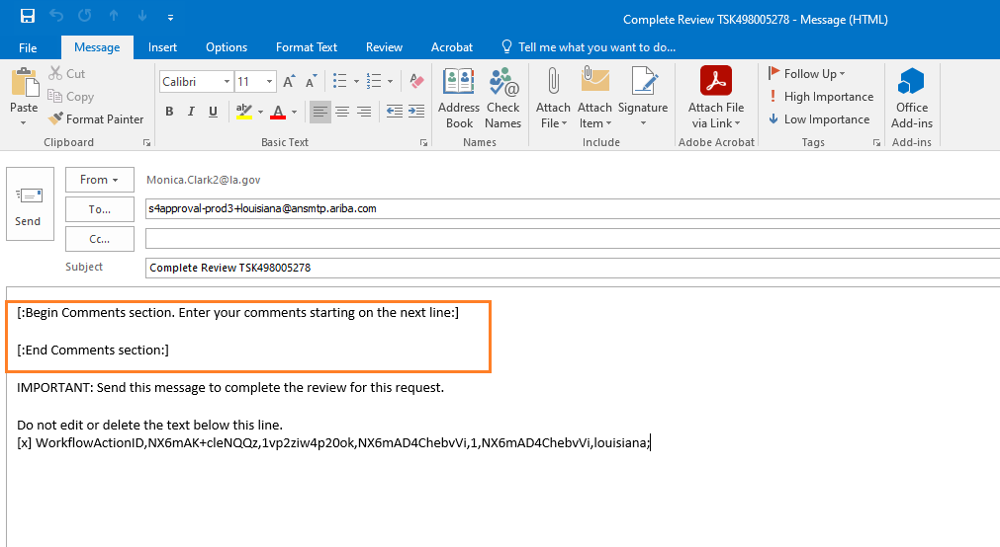 Complete Review TSK498005278 - Message (HTML)
File Message Insert Options Format Text Review Acrobat Tell me what you want to do...
Paste
Cut
Copy
Format Painter
Clipboard
Calibri 11
B I U
Basic Text
Address Book
Check Names
Names
Attach File
Attach Item
Signature
Include
Attach File via Link
Adobe Acrobat
Follow Up
High Importance
Low Importance
Tags
Office Add-ins
Add-ins
Send
From Monica.Clark2@la.gov
To... s4approval-prod3+louisiana@ansmtp.ariba.com
Cc...
Subject Complete Review TSK498005278
[:Begin Comments section. Enter your comments starting on the next line:]
[:End Comments section:]
IMPORTANT: Send this message to complete the review for this request.
Do not edit or delete the text below this line.
[x] WorkflowActionID,NX6mAK+cleNQQz,1vp2ziw4p20ok,NX6mAD4ChebvVi,1,NX6mAD4ChebvVi,louisiana;